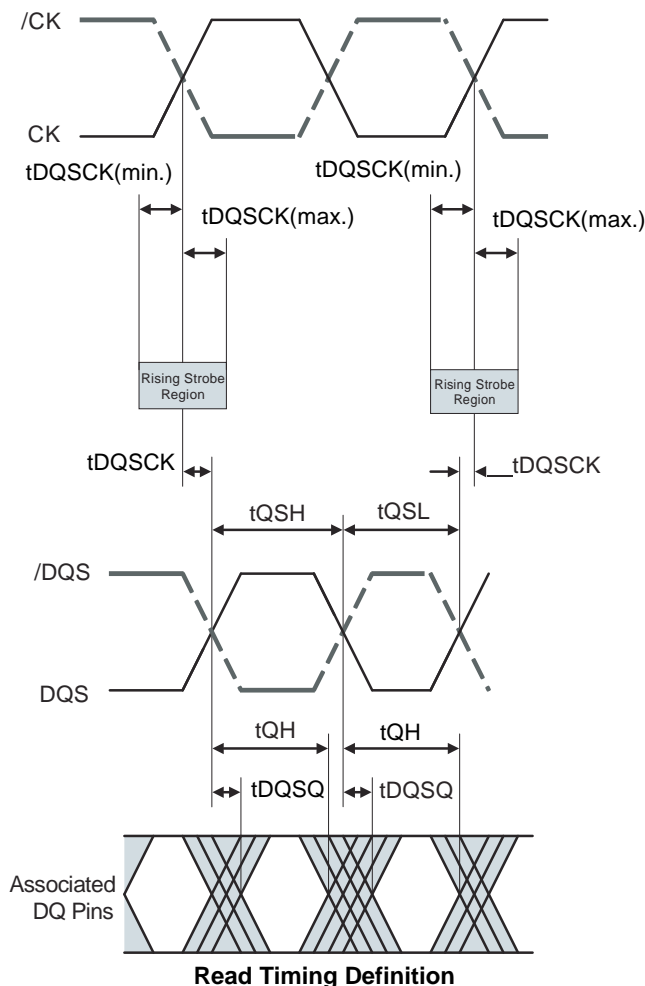 /CK
CK
tDQSCK(min.)
tDQSCK(min.)
tDQSCK(max.)
tDQSCK(max.)
Rising Strobe
Region
Rising Strobe
Region
tDQSCK
tDQSCK
tQSH
tQSL
/DQS
DQS
tQH
tQH
tDQSQ
tDQSQ
Associated
DQ Pins
Read Timing Definition